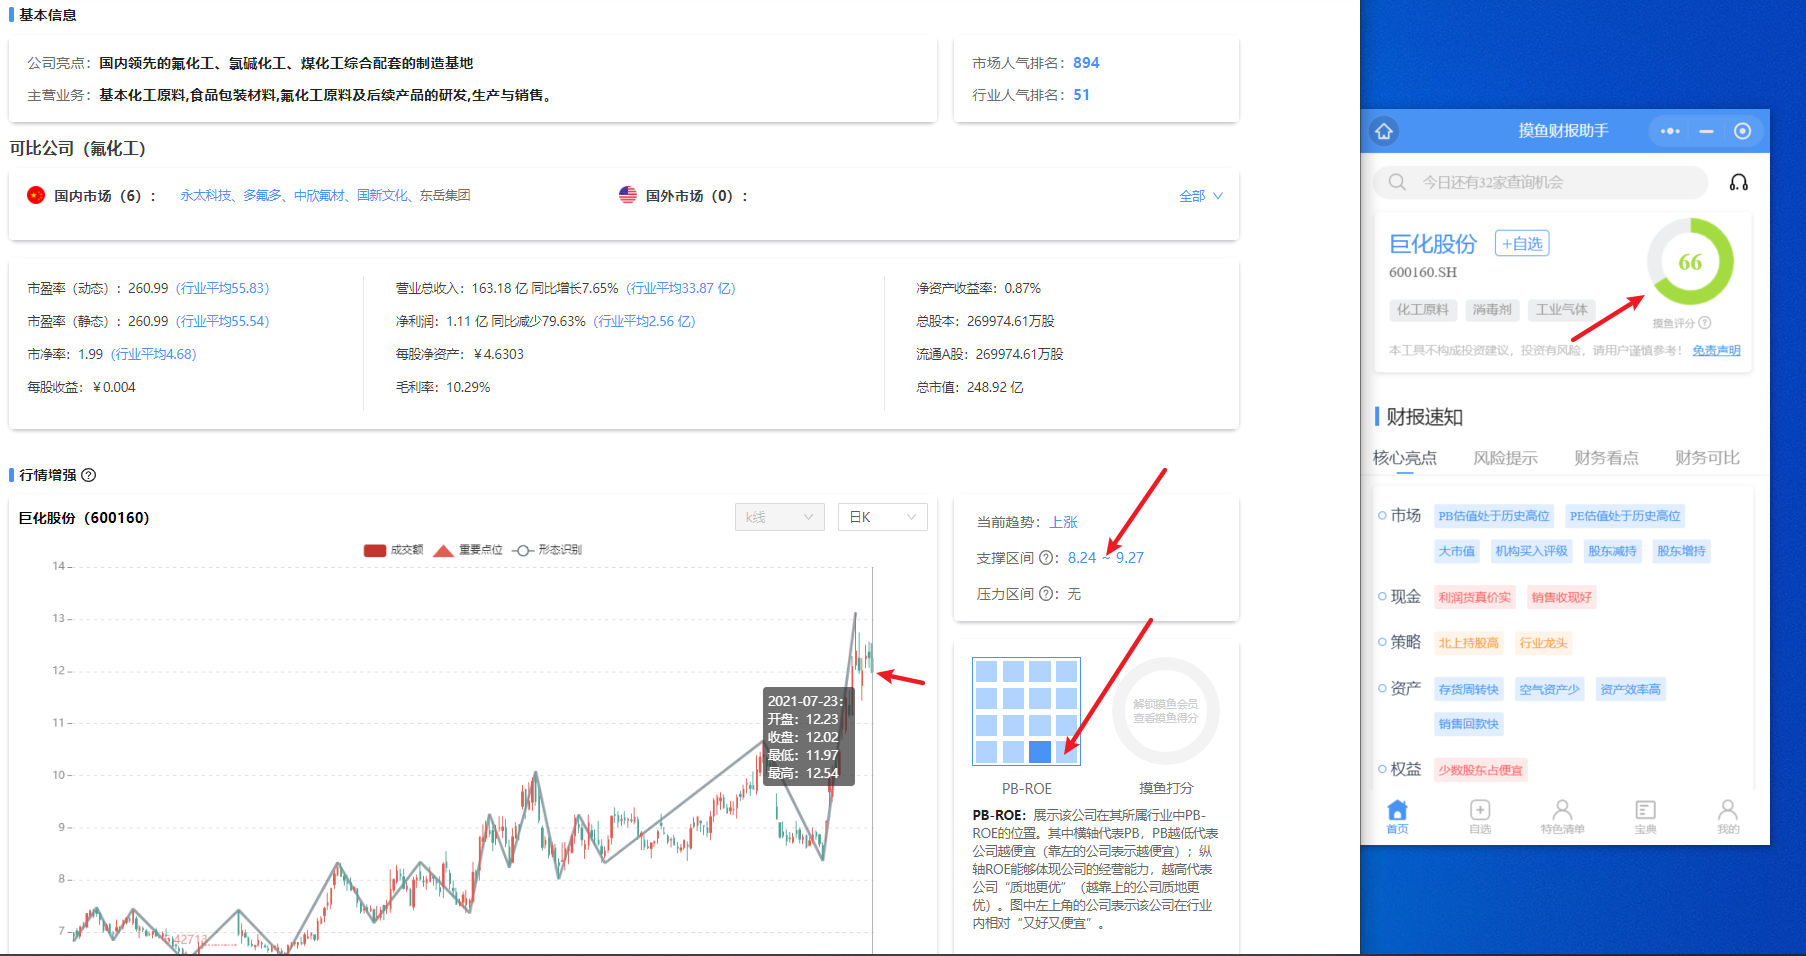 基本信息
公司亮点：国内领先的氟化工、氯碱化工、煤化工综合配套的制造基地
主营业务：基本化工原料,食品包装材料,氟化工原料及后续产品的研发,生产与销售。
市场人气排名：894
行业人气排名：51
可比公司（氟化工）
国内市场（6）：
永太科技、多氟多、中欣氟材、国新文化、东岳集团
国外市场（0）：
全部
市盈率（动态）：260.99（行业平均55.83）
市盈率（静态）：260.99（行业平均55.54）
市净率：1.99（行业平均4.68）
每股收益：￥0.004
营业总收入：163.18 亿 同比增长7.65%（行业平均33.87 亿）
净利润：1.11 亿 同比减少79.63%（行业平均2.56 亿）
每股净资产：￥4.6303
毛利率：10.29%
净资产收益率：0.87%
总股本：269974.61万股
流通A股：269974.61万股
总市值：248.92 亿
行情增强 ?
巨化股份（600160）
k线
日K
成交额
重要点位
形态识别
14
13
12
11
10
9
8
7
2021-07-23:
开盘：12.23
收盘：12.02
最低：11.97
最高：12.54
当前趋势：上涨
支撑区间 ?：8.24 ~ 9.27
压力区间 ?：无
解锁摸鱼会员
查看摸鱼得分
PB-ROE
摸鱼打分
PB-ROE：展示该公司在其所属行业中PB-
ROE的位置。其中横轴代表PB，PB越低代表
公司越便宜（靠左的公司表示越便宜）；纵
轴ROE能够体现公司的经营能力，越高代表
公司“质地更优”（越靠上的公司质地更
优）。图中左上角的公司表示该公司在行业
内相对“又好又便宜”。
摸鱼财报助手
今日还有32家查询机会
巨化股份
+自选
600160.SH
化工原料
消毒剂
工业气体
66
摸鱼评分 ?
本工具不构成投资建议，投资有风险，请用户谨慎参考！
免责声明
财报速知
核心亮点
风险提示
财务看点
财务可比
市场
PB估值处于历史高位
PE估值处于历史高位
大市值
机构买入评级
股东减持
股东增持
现金
利润货真价实
销售收现好
策略
北上持股高
行业龙头
资产
存货周转快
空气资产少
资产效率高
销售回款快
权益
少数股东占便宜
首页
自选
特色清单
宝典
我的